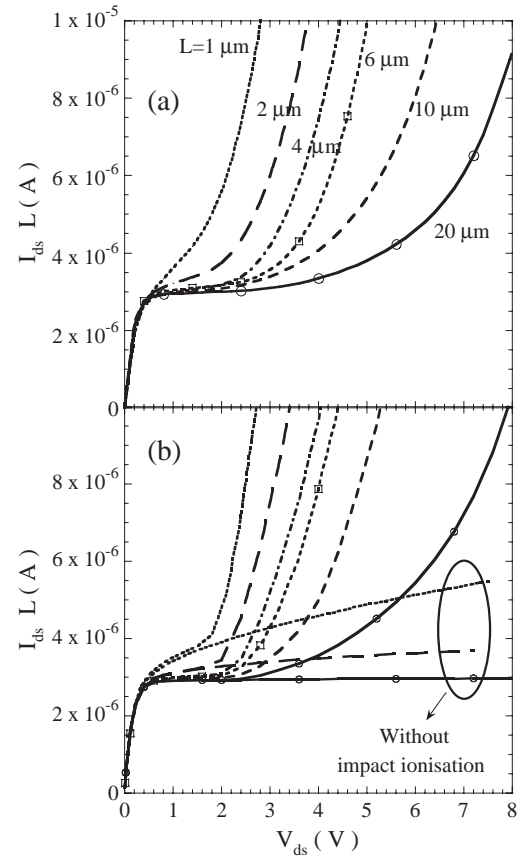 1 x 10⁻⁵
8 x 10⁻⁶
6 x 10⁻⁶
4 x 10⁻⁶
2 x 10⁻⁶
0
I_ds L ( A )
(a)
L=1 μm
2 μm
4 μm
6 μm
10 μm
20 μm
8 x 10⁻⁶
6 x 10⁻⁶
4 x 10⁻⁶
2 x 10⁻⁶
0
I_ds L ( A )
(b)
Without
impact ionisation
0 1 2 3 4 5 6 7 8
V_ds ( V )